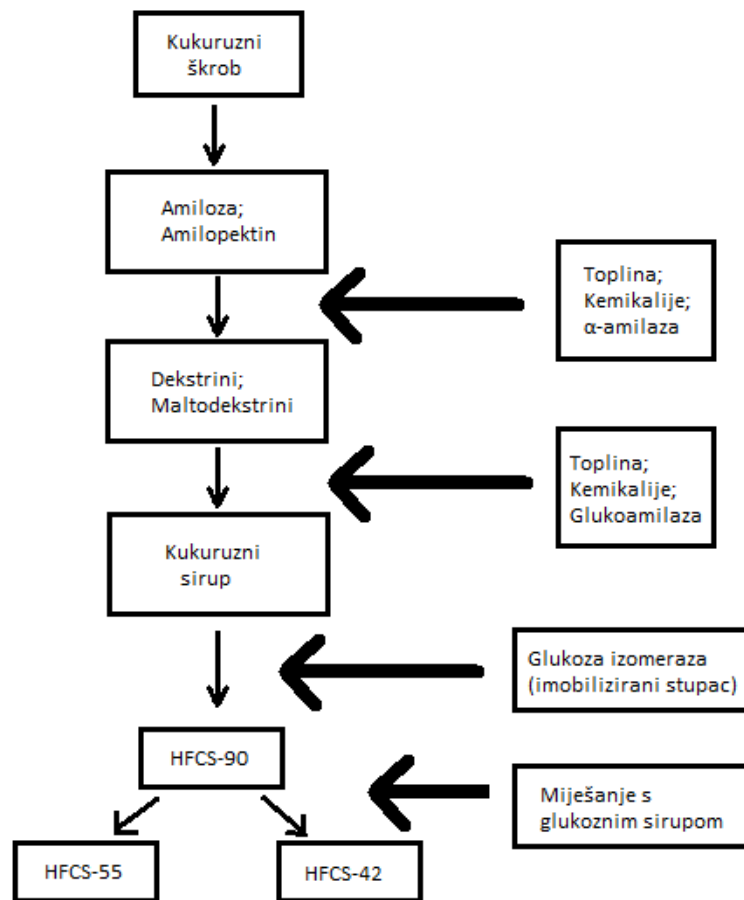 Kukuruzni
škrob
Amiloza;
Amilopektin
Toplina;
Kemikalije;
α-amilaza
Dekstrini;
Maltodekstrini
Toplina;
Kemikalije;
Glukoamilaza
Kukuruzni
sirup
Glukoza izomeraza
(imobilizirani stupac)
HFCS-90
Miješanje s
glukoznim sirupom
HFCS-55
HFCS-42